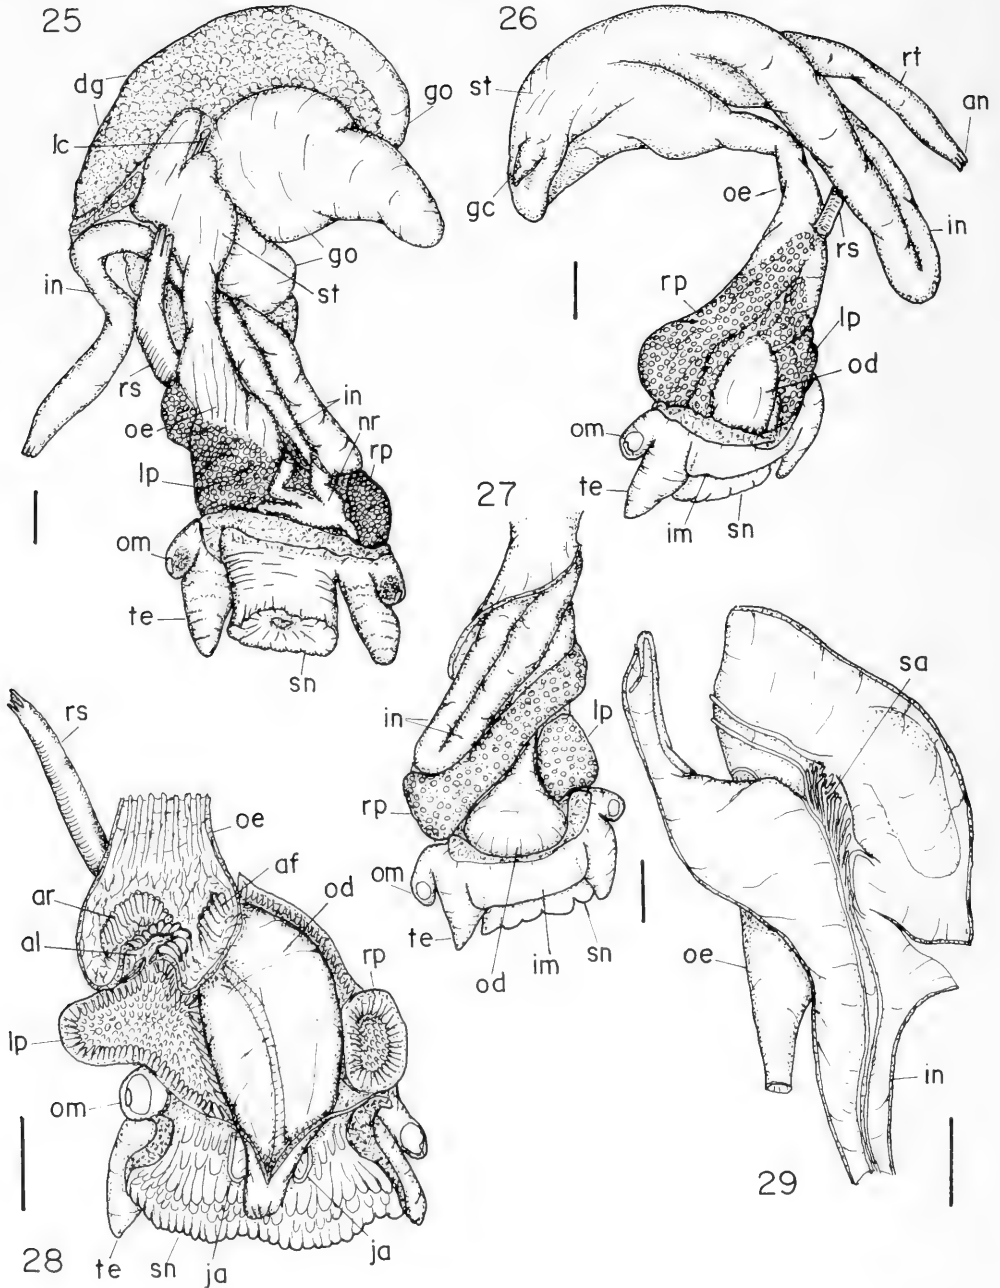 25
dg
go
lc
go
st
in
rs
oe
in
nr
rp
lp
om
te
sn
26
st
rt
an
gc
oe
in
rs
rp
lp
od
om
te
im
sn
27
in
lp
rp
om
te
od
im
sn
28
rs
oe
af
od
ar
al
rp
lp
om
te
sn
ja
ja
29
sa
oe
in